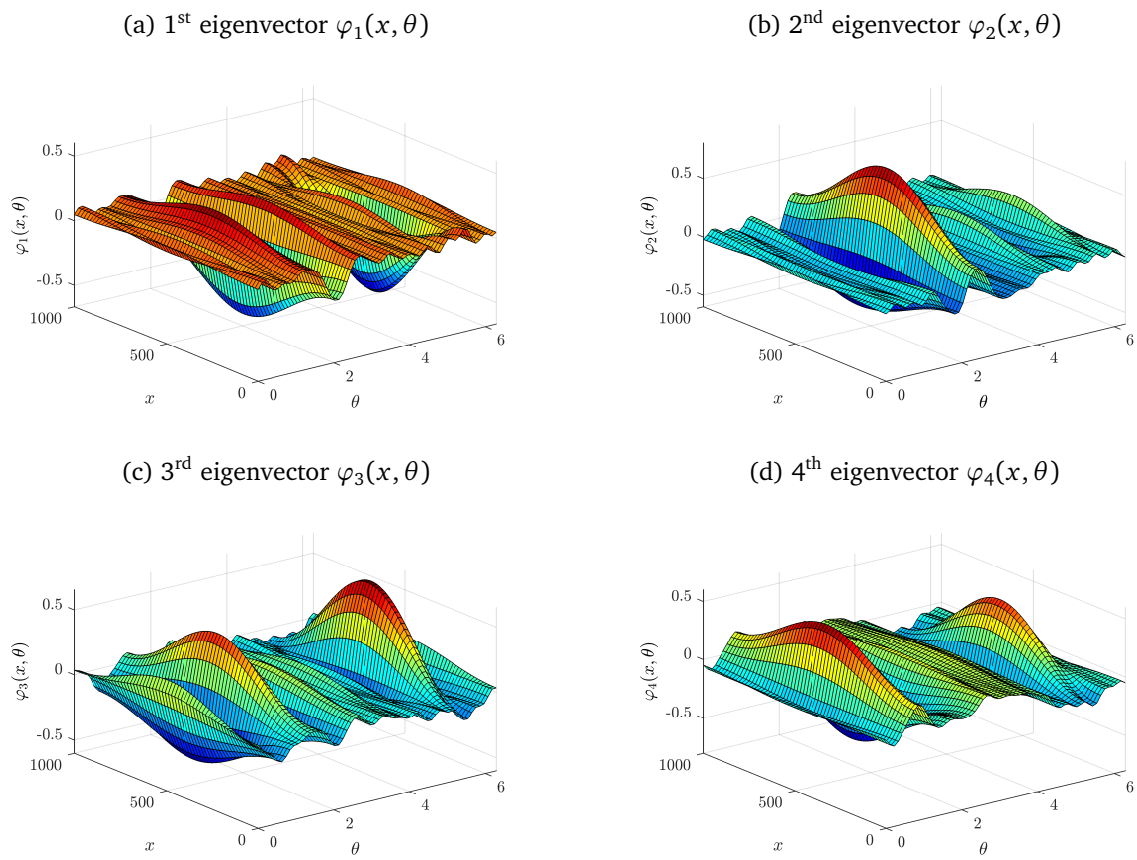 (a) 1st eigenvector φ1(x, θ)
(b) 2nd eigenvector φ2(x, θ)
0.5
0
-0.5
φ1(x, θ)
1000
500
0
x
0
2
4
6
θ
0.5
0
-0.5
φ2(x, θ)
1000
500
0
x
0
2
4
6
θ
(c) 3rd eigenvector φ3(x, θ)
(d) 4th eigenvector φ4(x, θ)
0.5
0
-0.5
φ3(x, θ)
1000
500
0
x
0
2
4
6
θ
0.5
0
-0.5
φ4(x, θ)
1000
500
0
x
0
2
4
6
θ